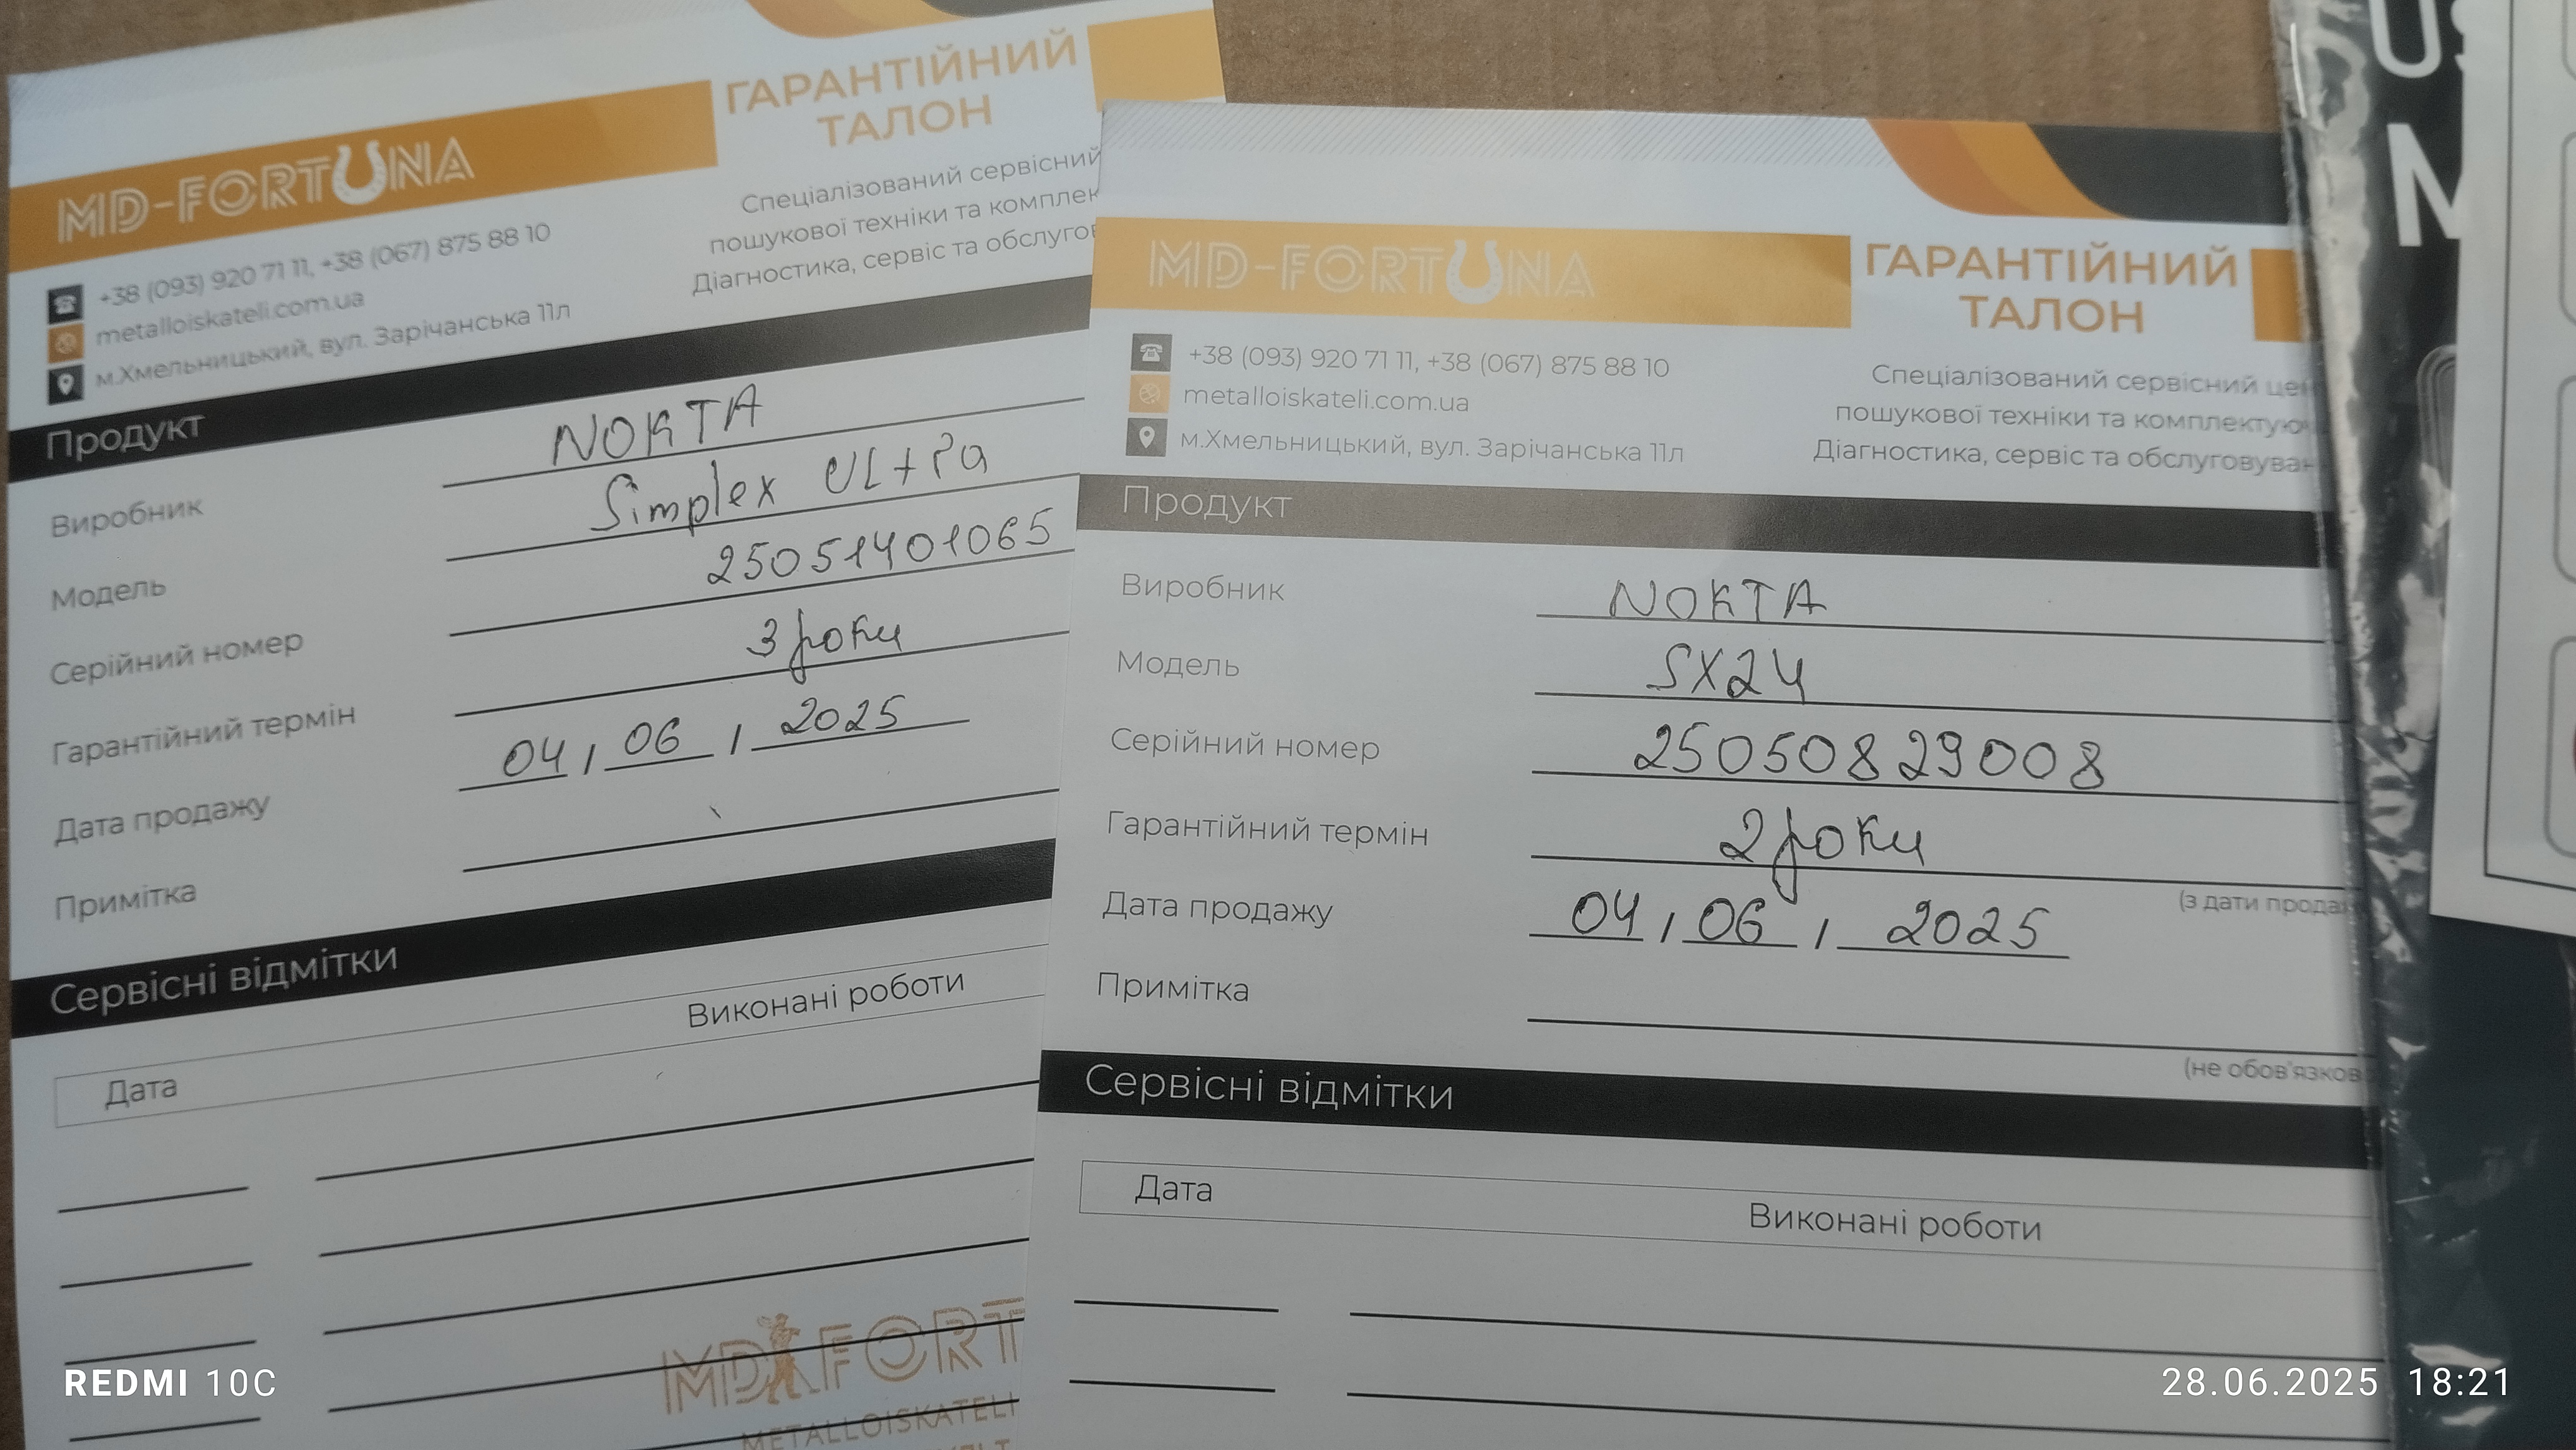 MD-FORTUNA
ГАРАНТІЙНИЙ
ТАЛОН
+38 (093) 920 71 11, +38 (067) 875 88 10
metalloiskateli.com.ua
м.Хмельницький, вул. Зарічанська 11л
Спеціалізований сервісний
пошукової техніки та комплек
Діагностика, сервіс та обслугов
Продукт
Виробник NOKTA
Модель Simplex ULtra
Серійний номер 25051401065
Гарантійний термін 3 роки
Дата продажу 04 / 06 / 2025
Примітка
Сервісні відмітки
Дата Виконані роботи
MD FORT
METALLOISKATELI
MD-FORTUNA
ГАРАНТІЙНИЙ
ТАЛОН
+38 (093) 920 71 11, +38 (067) 875 88 10
metalloiskateli.com.ua
м.Хмельницький, вул. Зарічанська 11л
Спеціалізований сервісний цен
пошукової техніки та комплектую
Діагностика, сервіс та обслуговуван
Продукт
Виробник NOKTA
Модель SX24
Серійний номер 25050829008
Гарантійний термін 2 роки
(з дати прода
Дата продажу 04 / 06 / 2025
Примітка
(не обов'язков
Сервісні відмітки
Дата Виконані роботи
REDMI 10C
28.06.2025 18:21